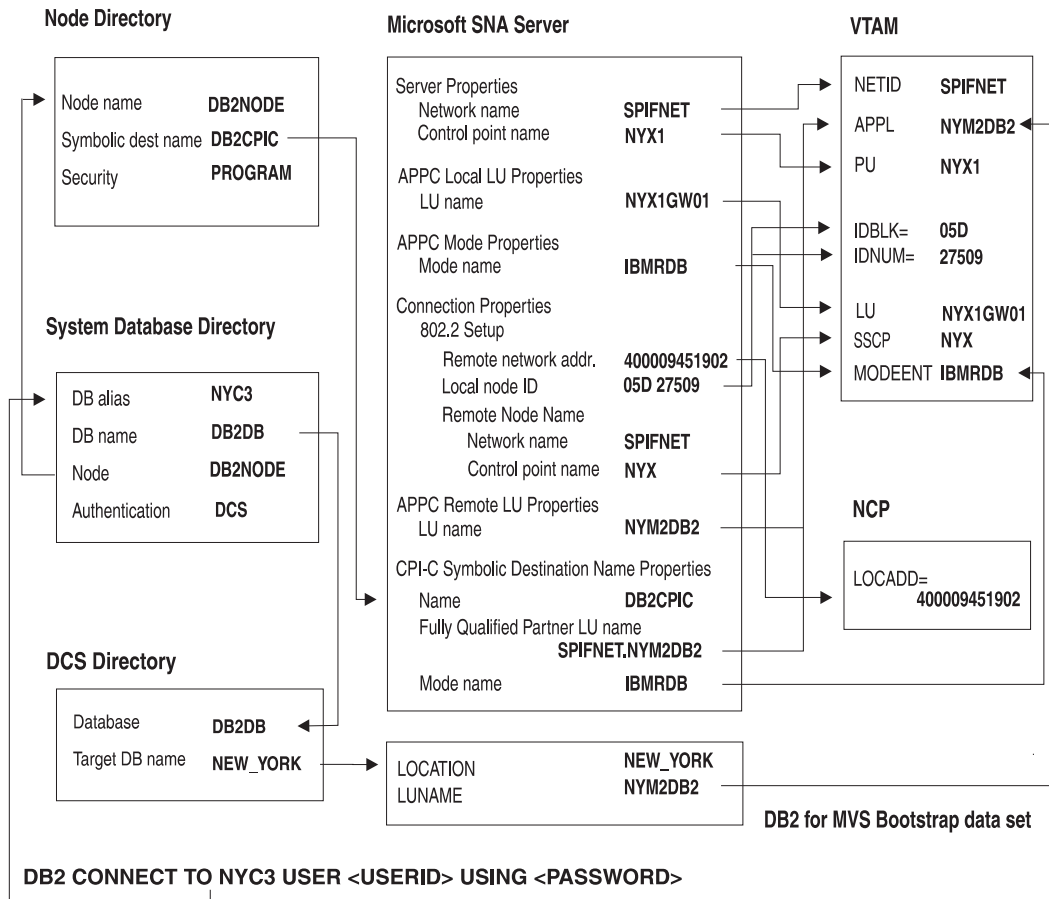 Node Directory
Node name DB2NODE
Symbolic dest name DB2CPIC
Security PROGRAM
System Database Directory
DB alias NYC3
DB name DB2DB
Node DB2NODE
Authentication DCS
DCS Directory
Database DB2DB
Target DB name NEW_YORK
Microsoft SNA Server
Server Properties
Network name SPIFNET
Control point name NYX1
APPC Local LU Properties
LU name NYX1GW01
APPC Mode Properties
Mode name IBMRDB
Connection Properties
802.2 Setup
Remote network addr. 400009451902
Local node ID 05D 27509
Remote Node Name
Network name SPIFNET
Control point name NYX
APPC Remote LU Properties
LU name NYM2DB2
CPI-C Symbolic Destination Name Properties
Name DB2CPIC
Fully Qualified Partner LU name
SPIFNET.NYM2DB2
Mode name IBMRDB
LOCATION NEW_YORK
LUNAME NYM2DB2
DB2 for MVS Bootstrap data set
VTAM
NETID SPIFNET
APPL NYM2DB2
PU NYX1
IDBLK= 05D
IDNUM= 27509
LU NYX1GW01
SSCP NYX
MODEENT IBMRDB
NCP
LOCADD=
400009451902
DB2 CONNECT TO NYC3 USER <USERID> USING <PASSWORD>